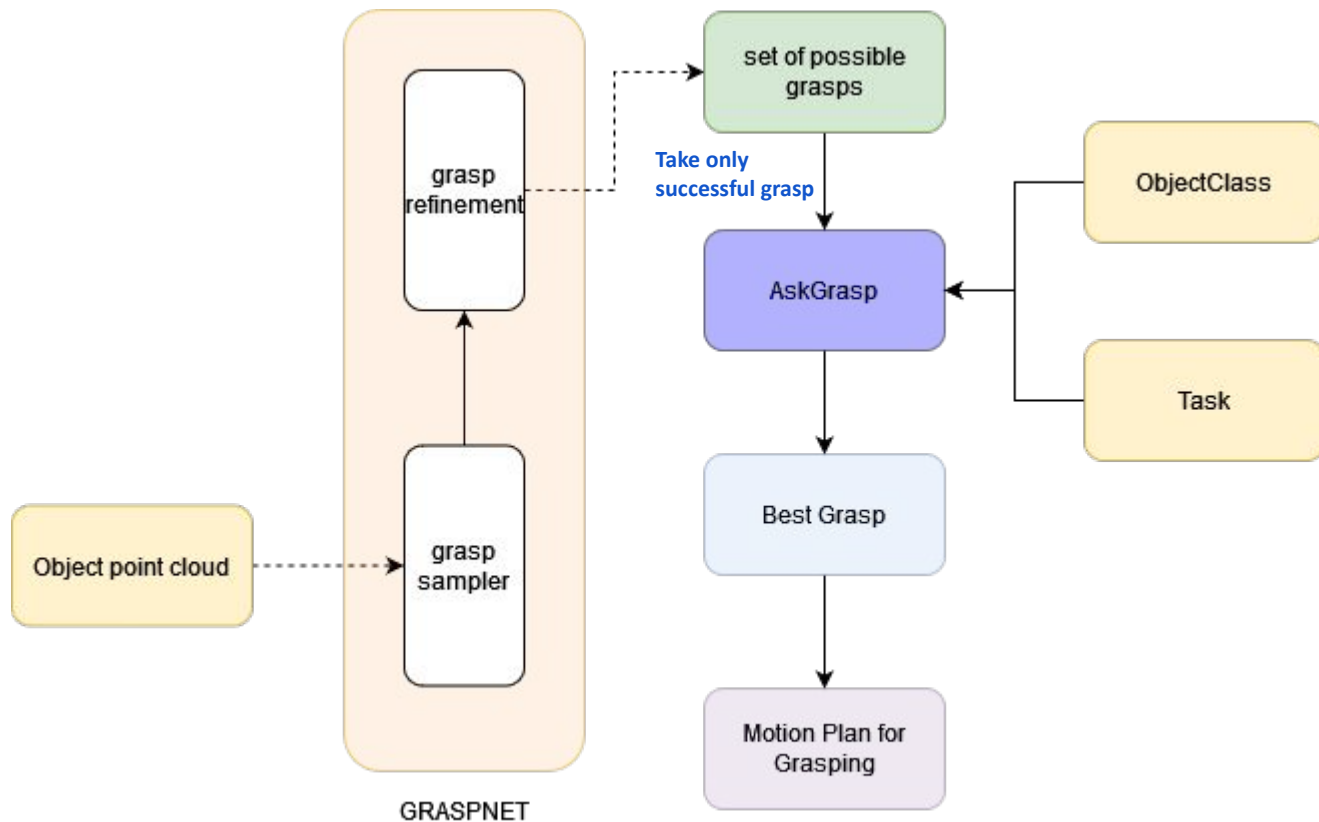 set of possible
grasps
grasp
refinement
Take only
successful grasp
ObjectClass
AskGrasp
Task
Best Grasp
Object point cloud
grasp
sampler
Motion Plan for
Grasping
GRASPNET